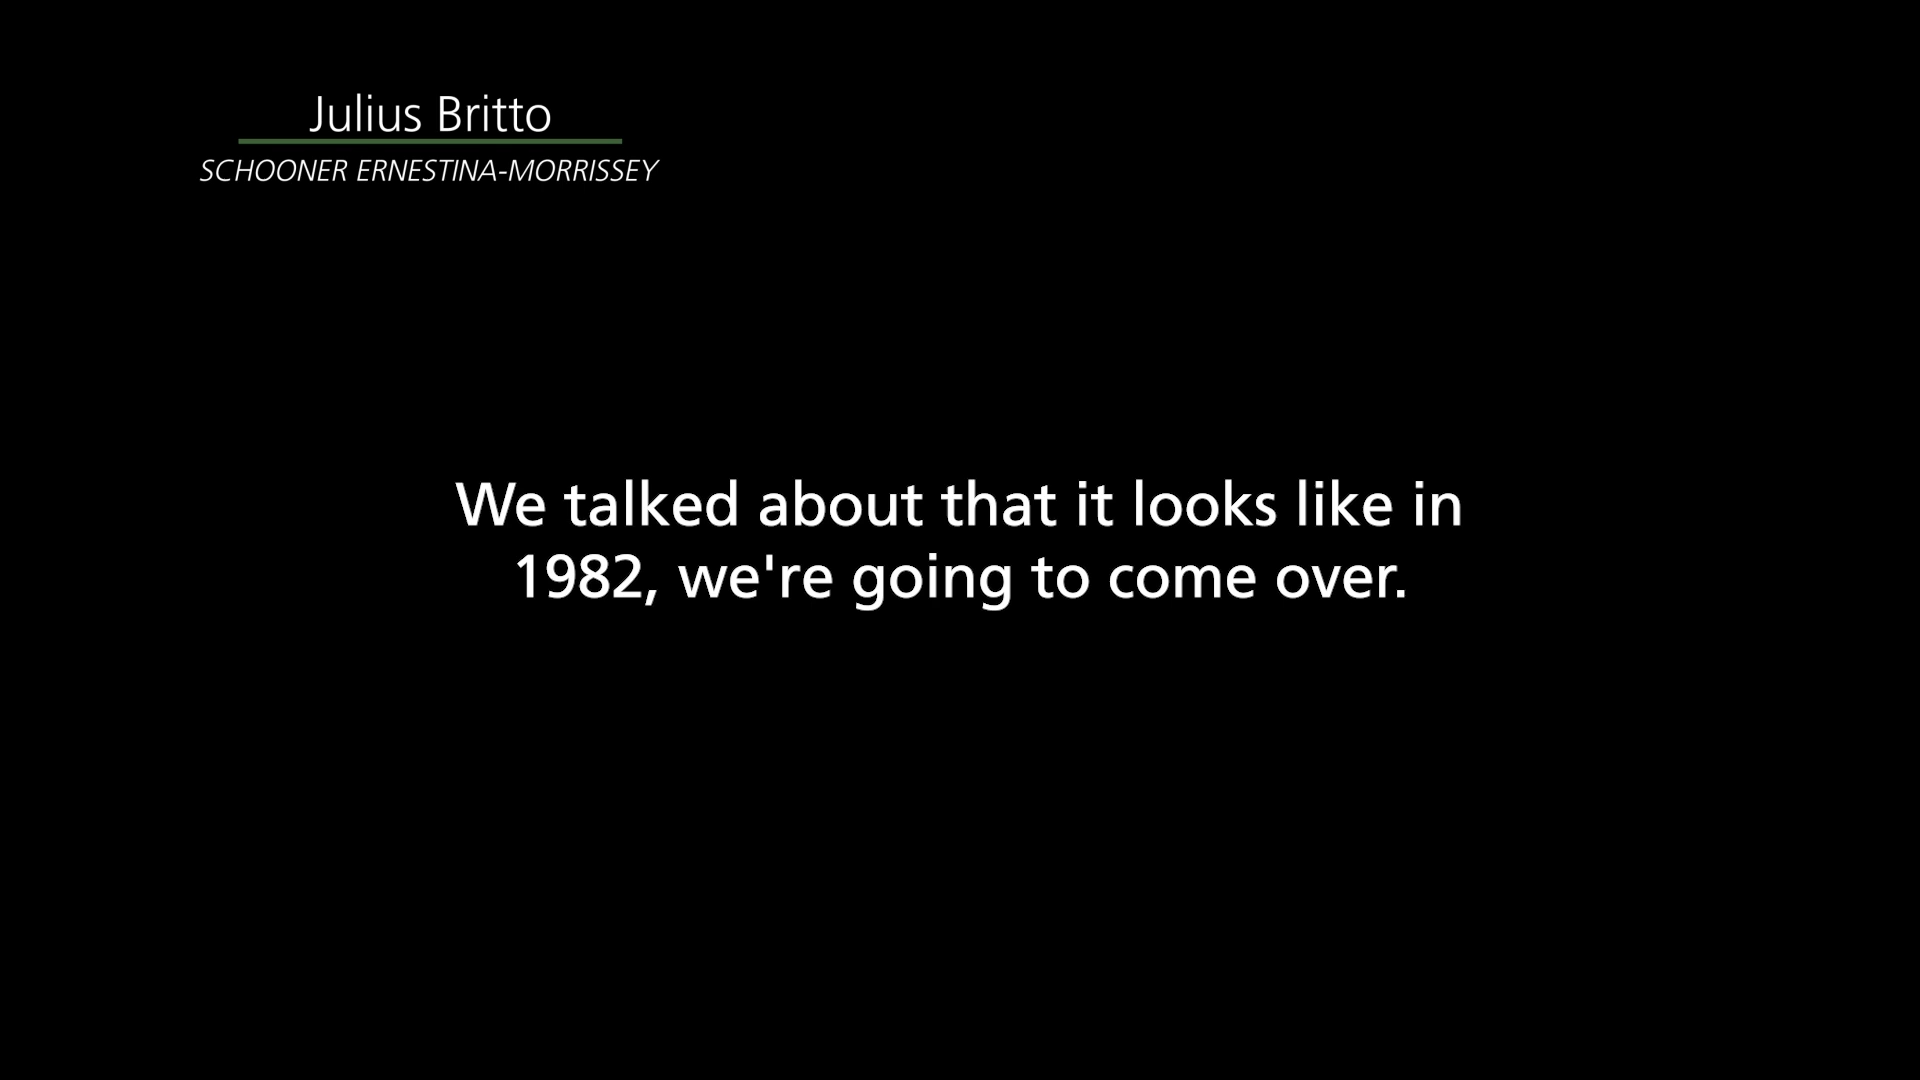 Julius Britto
SCHOONER ERNESTINA-MORRISSEY
We talked about that it looks like in
1982, we're going to come over.